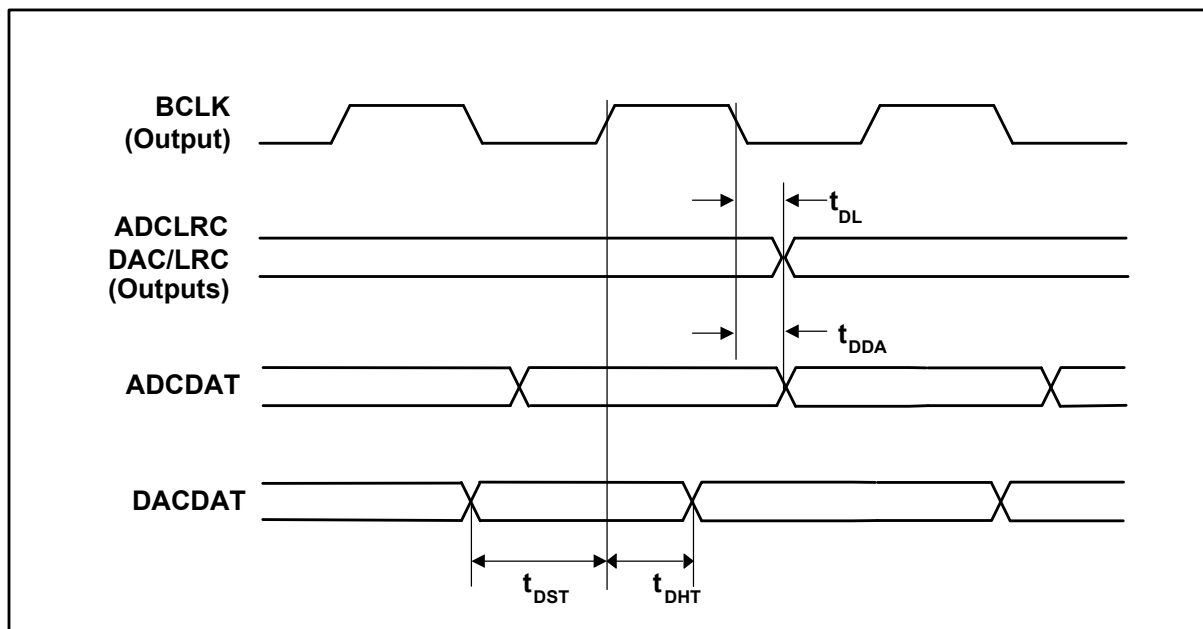 BCLK
(Output)
ADCLRC
DAC/LRC
(Outputs)
tDL
tDDA
ADCDAT
DACDAT
tDST
tDHT